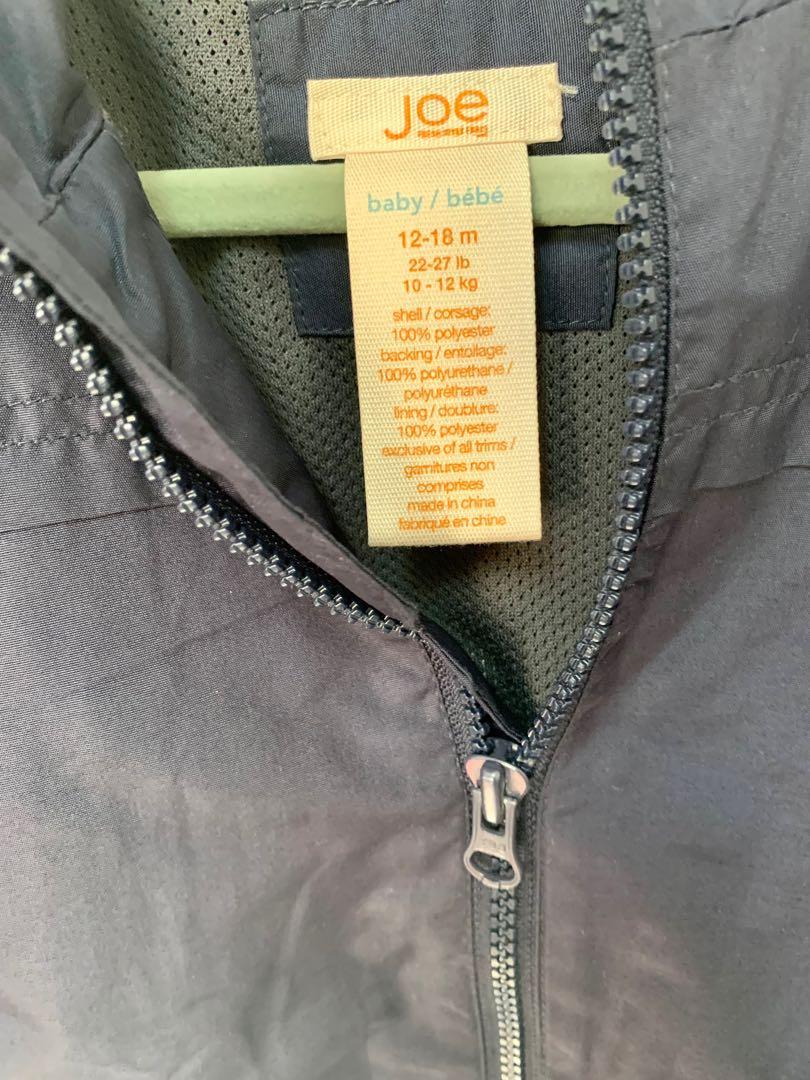 joe
baby / bébé
12-18 m
22-27 lb
10 - 12 kg
shell / corsage:
100% polyester
backing / entoilage:
100% polyurethane /
polyuréthane
lining / doublure:
100% polyester
exclusive of all trims /
garnitures non
comprises
made in china
fabriqué en chine